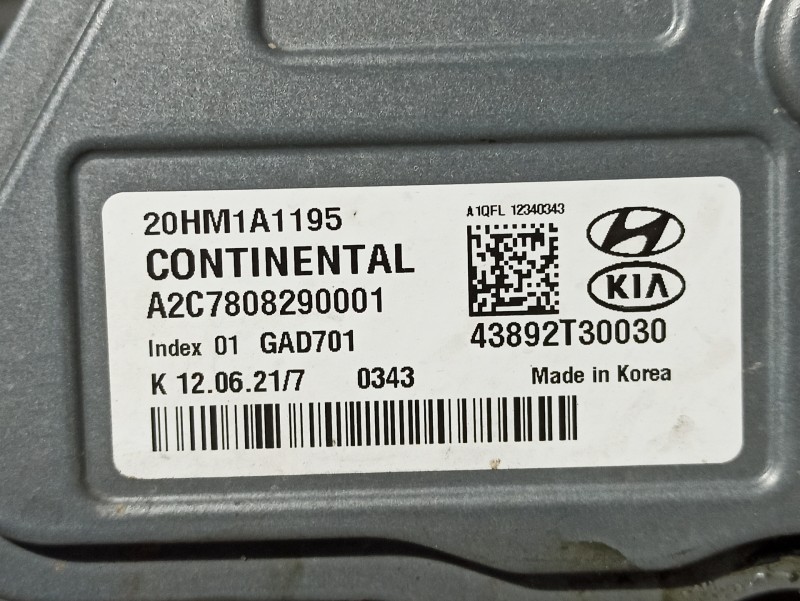 20HM1A1195
CONTINENTAL
A2C7808290001
Index 01 GAD701
K 12.06.21/7 0343
A1QFL 12340343
KIA
43892T30030
Made in Korea